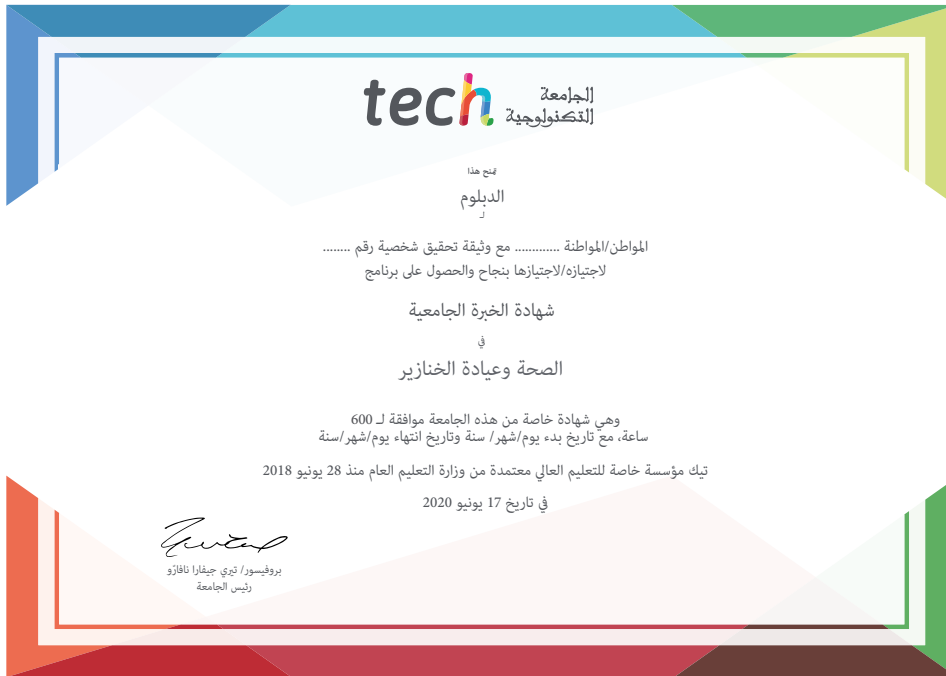 tech الجامعة
التكنولوجية
يمنح هذا
الدبلوم
لـ
المواطن/المواطنة ............. مع وثيقة تحقيق شخصية رقم ........
لاجتيازه/لاجتيازها بنجاح والحصول على برنامج
شهادة الخبرة الجامعية
في
الصحة وعيادة الخنازير
وهي شهادة خاصة من هذه الجامعة موافقة لـ 600
ساعة، مع تاريخ بدء يوم/شهر/ سنة وتاريخ انتهاء يوم/شهر/سنة
تيك مؤسسة خاصة للتعليم العالي معتمدة من وزارة التعليم العام منذ 28 يونيو 2018
في تاريخ 17 يونيو 2020
بروفيسور/ تيري جيفارا نافارّو
رئيس الجامعة